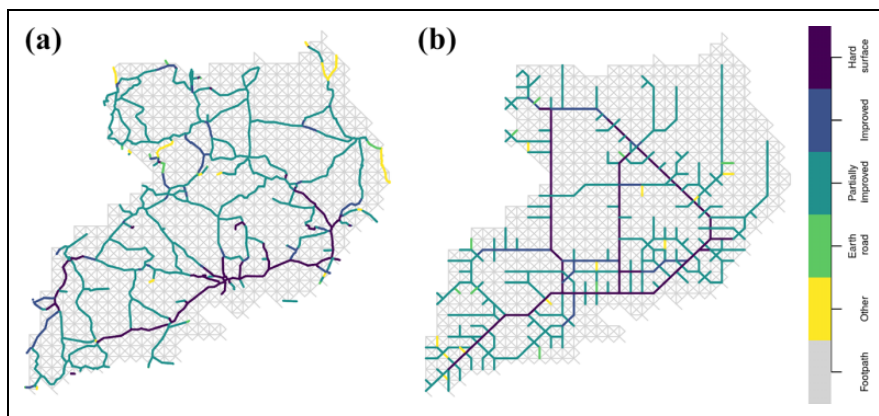 (a)
(b)
Hard
surface
Improved
Partially
improved
Earth
road
Other
Footpath